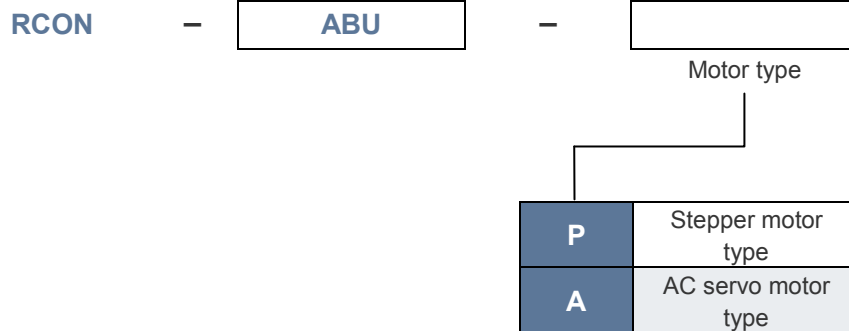 RCON – ABU –
Motor type
P Stepper motor
type
A AC servo motor
type